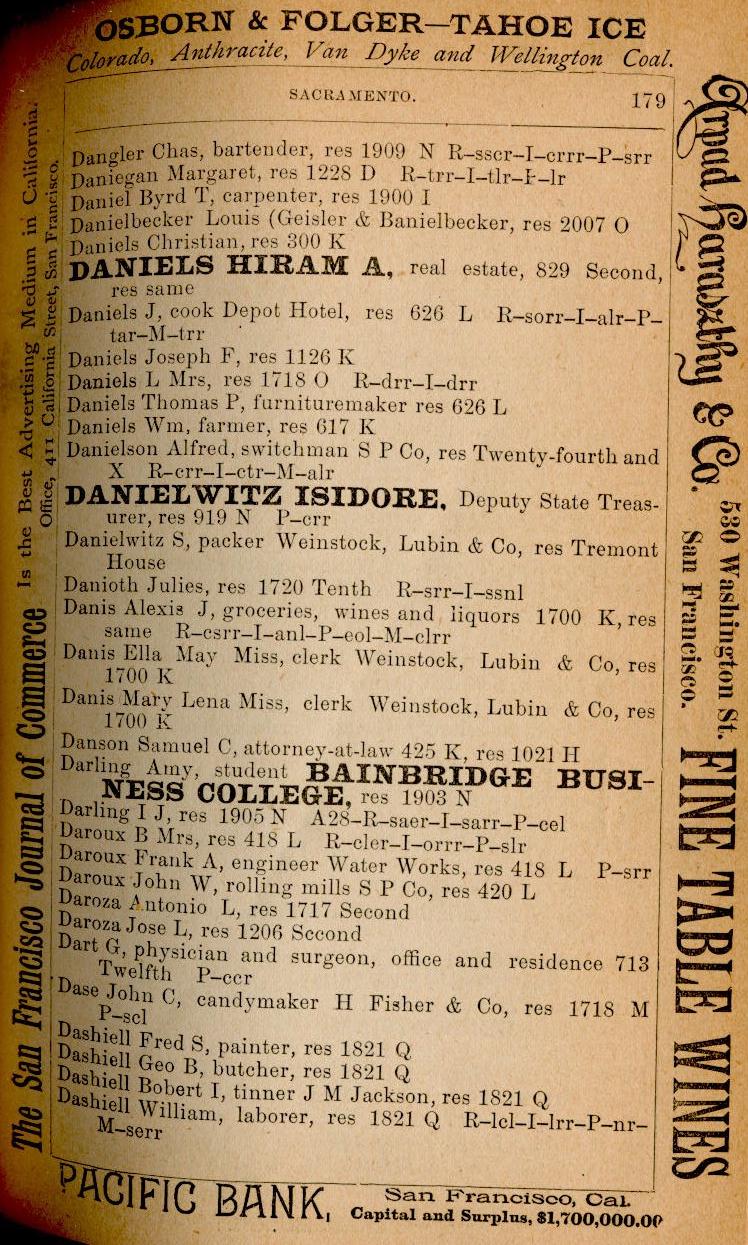 OSBORN & FOLGER—TAHOE ICE
Colorado, Anthracite, Van Dyke and Wellington Coal.
SACRAMENTO. 179
Dangler Chas, bartender, res 1909 N R–sscr–I–crrr–P–srr
Daniegan Margaret, res 1228 D R–trr–I–tlr–P–lr
Daniel Byrd T, carpenter, res 1900 I
Danielbecker Louis (Geisler & Banielbecker, res 2007 O
Daniels Christian, res 300 K
DANIELS HIRAM A, real estate, 829 Second,
res same
Daniels J, cook Depot Hotel, res 626 L R–sorr–I–alr–P–
tar–M–trr
Daniels Joseph F, res 1126 K
Daniels L Mrs, res 1718 O R–drr–I–drr
Daniels Thomas P, furnituremaker res 626 L
Daniels Wm, farmer, res 617 K
Danielson Alfred, switchman S P Co, res Twenty-fourth and
X R–crr–I–ctr–M–alr
DANIELWITZ ISIDORE, Deputy State Treas-
urer, res 919 N P–crr
Danielwitz S, packer Weinstock, Lubin & Co, res Tremont
House
Danioth Julies, res 1720 Tenth R–srr–I–ssnl
Danis Alexis J, groceries, wines and liquors 1700 K, res
same R–csrr–I–anl–P–eol–M–clrr
Danis Ella May Miss, clerk Weinstock, Lubin & Co, res
1700 K
Danis Mary Lena Miss, clerk Weinstock, Lubin & Co, res
1700 K
Danson Samuel C, attorney-at-law 425 K, res 1021 H
Darling Amy, student BAINBRIDGE BUSI-
NESS COLLEGE, res 1903 N
Darling I J, res 1905 N A28–R–saer–I–sarr–P–cel
Daroux B Mrs, res 418 L R–cler–I–orrr–P–slr
Daroux Frank A, engineer Water Works, res 418 L P–srr
Daroux John W, rolling mills S P Co, res 420 L
Daroza Antonio L, res 1717 Second
Daroza Jose L, res 1206 Second
Dart G, physician and surgeon, office and residence 713
Twelfth P–ccr
Dase John C, candymaker H Fisher & Co, res 1718 M
P–scl
Dashiell Fred S, painter, res 1821 Q
Dashiell Geo B, butcher, res 1821 Q
Dashiell Bobert I, tinner J M Jackson, res 1821 Q
Dashiell William, laborer, res 1821 Q R–lcl–I–lrr–P–nr–
M–serr
PACIFIC BANK, San Francisco, Cal.
Capital and Surplus, $1,700,000.00
The San Francisco Journal of Commerce Is the Best Advertising Medium in California.
Office, 411 California Street, San Francisco.
Arpad Haraszthy & Co. 530 Washington St.
San Francisco. FINE TABLE WINES